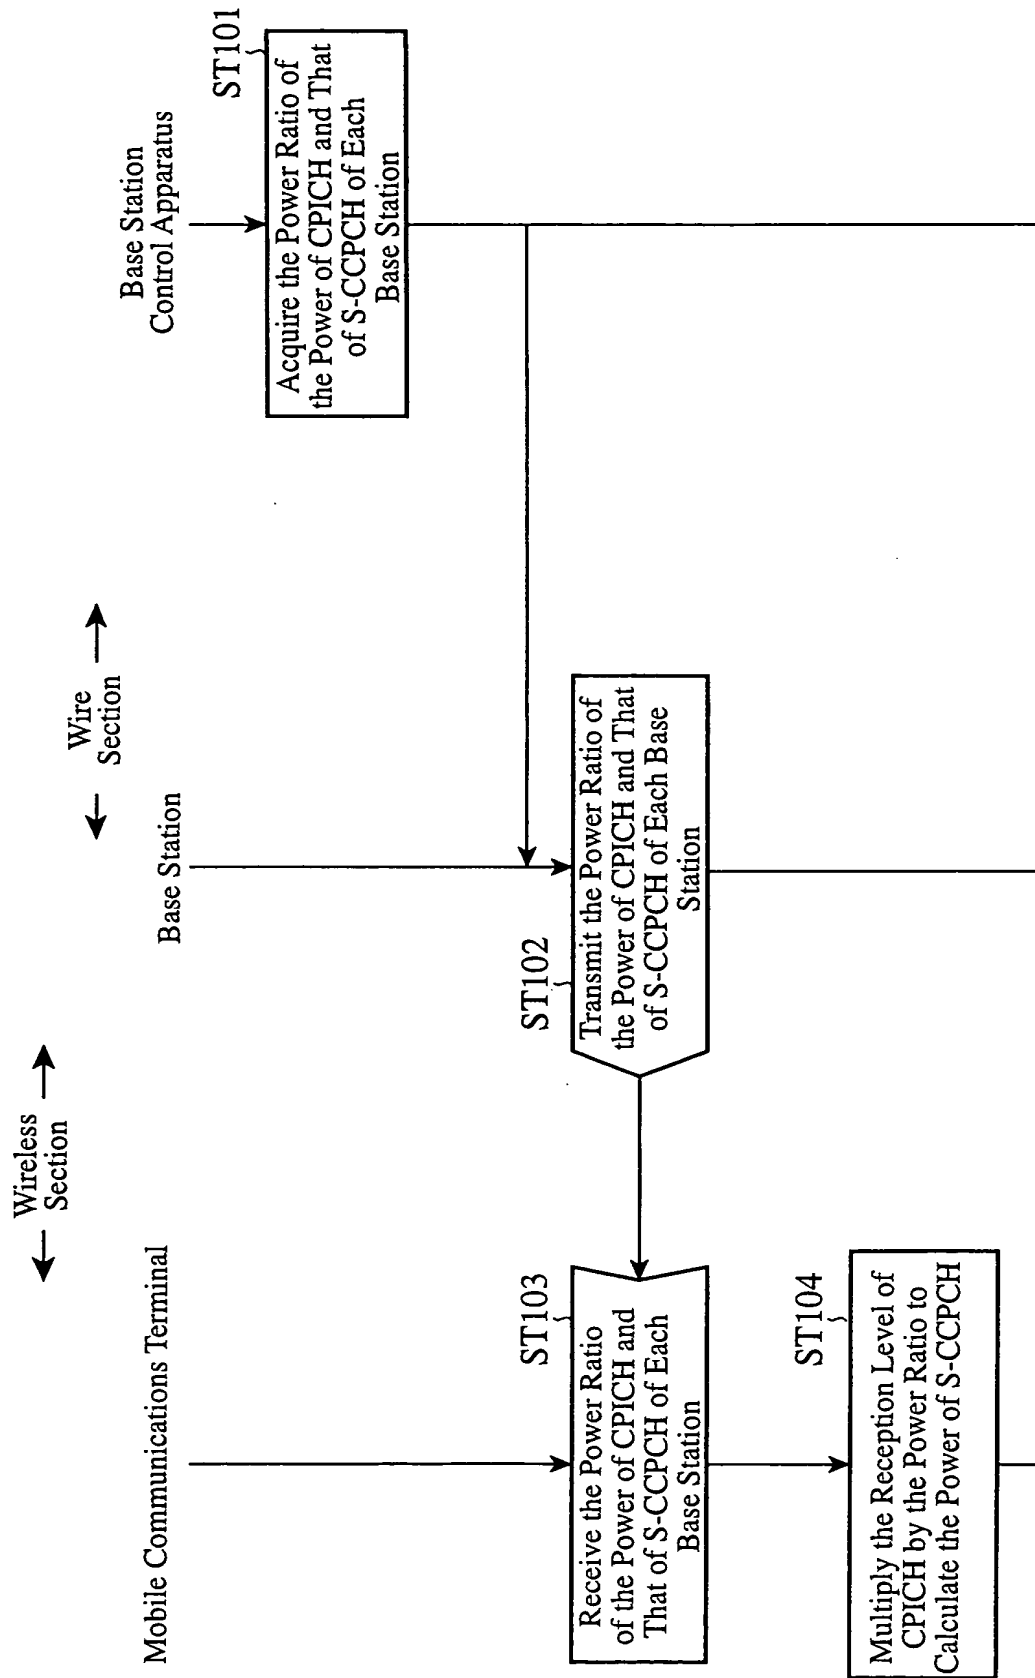 Wireless
Section
Wire
Section
Mobile Communications Terminal
Base Station
Base Station
Control Apparatus
ST101
Acquire the Power Ratio of
the Power of CPICH and That
of S-CCPCH of Each
Base Station
ST102
Transmit the Power Ratio of
the Power of CPICH and That
of S-CCPCH of Each Base
Station
ST103
Receive the Power Ratio
of the Power of CPICH and
That of S-CCPCH of Each
Base Station
ST104
Multiply the Reception Level of
CPICH by the Power Ratio to
Calculate the Power of S-CCPCH